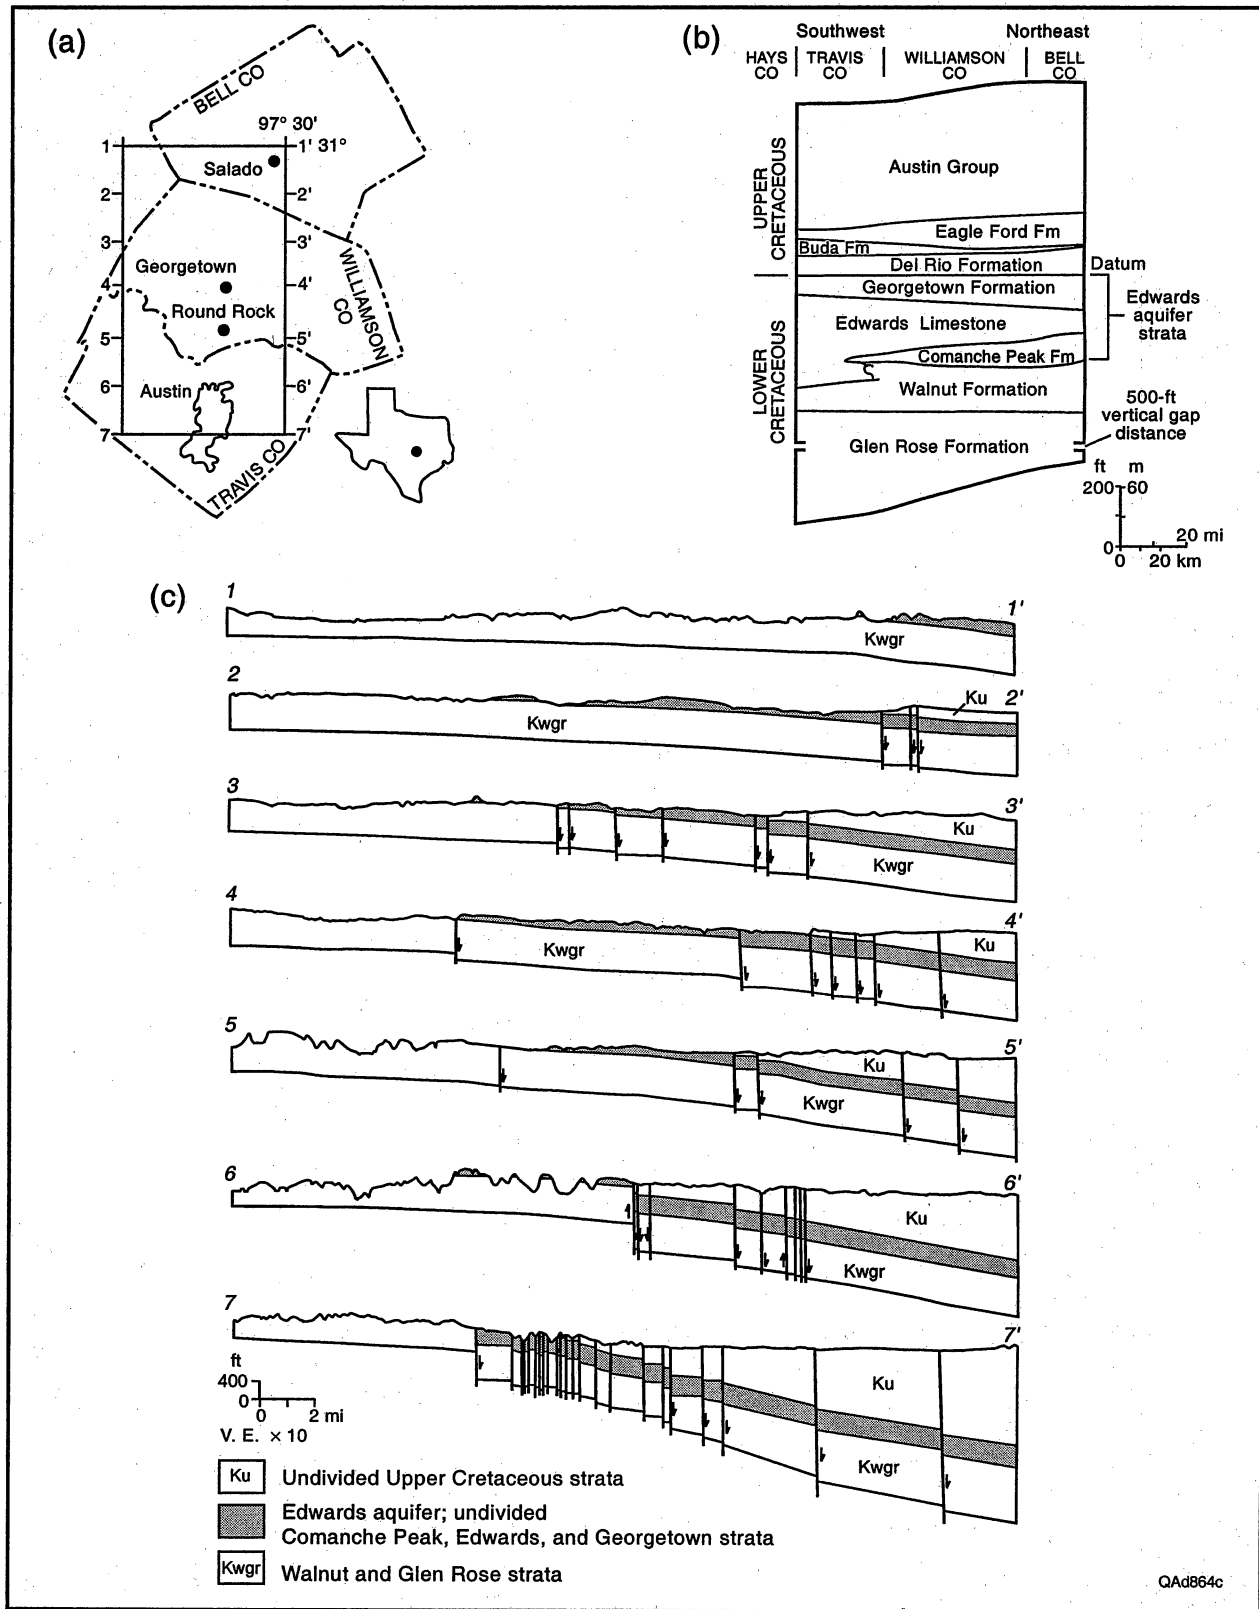 (a)
BELL CO
97° 30'
1
1' 31°
Salado
2
2'
3
3'
Georgetown
4
4'
Round Rock
WILLIAMSON
CO
5
5'
6
6'
Austin
7
7'
TRAVIS CO
(b)
Southwest
Northeast
HAYS
CO
TRAVIS
CO
WILLIAMSON
CO
BELL
CO
UPPER
CRETACEOUS
Austin Group
Eagle Ford Fm
Buda Fm
Del Rio Formation
Datum
Georgetown Formation
LOWER
CRETACEOUS
Edwards Limestone
Edwards
aquifer
strata
Comanche Peak Fm
Walnut Formation
500-ft
vertical gap
distance
Glen Rose Formation
ft m
200 60
0
20 mi
0 20 km
(c)
1
1'
Kwgr
2
2'
Ku
Kwgr
3
3'
Ku
Kwgr
4
4'
Ku
Kwgr
5
5'
Ku
Kwgr
6
6'
Ku
Kwgr
7
7'
Ku
Kwgr
ft
400
0
0 2 mi
V. E. × 10
Ku Undivided Upper Cretaceous strata
Edwards aquifer; undivided
Comanche Peak, Edwards, and Georgetown strata
Kwgr Walnut and Glen Rose strata
QAd864c